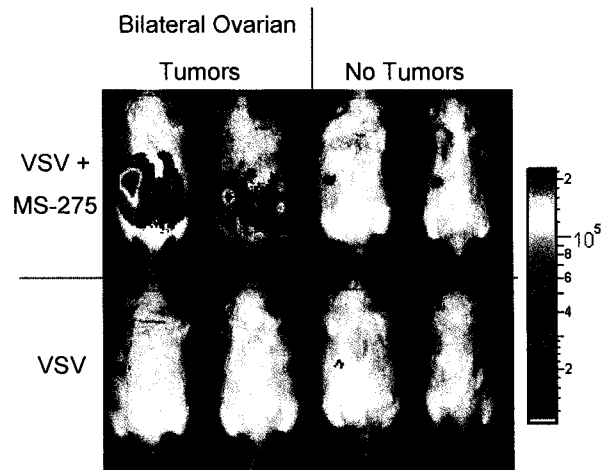 Bilateral Ovarian
Tumors
No Tumors
VSV +
MS-275
VSV
2
10⁵
8
6
4
2